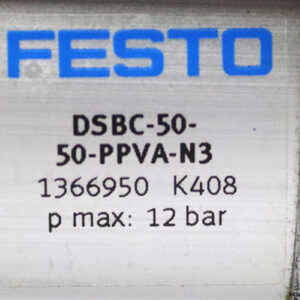 FESTO
DSBC-50-
50-PPVA-N3
1366950 K408
p max: 12 bar